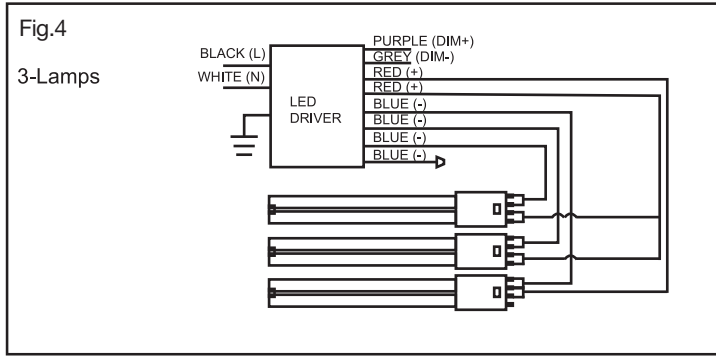 Fig.4
3-Lamps
BLACK (L)
WHITE (N)
LED
DRIVER
PURPLE (DIM+)
GREY (DIM-)
RED (+)
RED (+)
BLUE (-)
BLUE (-)
BLUE (-)
BLUE (-)